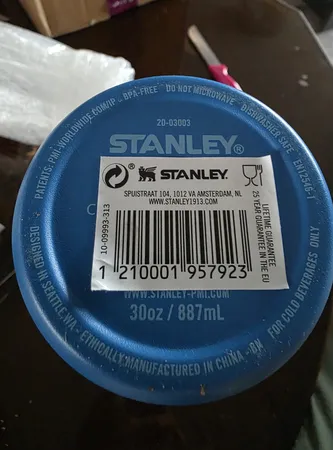 PATENTS: PMI-WORLDWIDE.COM/IP - BPA-FREE - DO NOT MICROWAVE - DISHWASHER SAFE - EN12546-1
20-03003
STANLEY®
STANLEY.
SPUISTRAAT 104, 1012 VA AMSTERDAM, NL
WWW.STANLEY1913.COM
10-09993-313
LIFETIME GUARANTEE
25 YEAR GUARANTEE IN THE EU
1 210001 957923
WWW.STANLEY-PMI.COM
30oz / 887mL
DESIGNED IN SEATTLE, WA - ETHICALLY MANUFACTURED IN CHINA - IBH
FOR COLD BEVERAGES ONLY